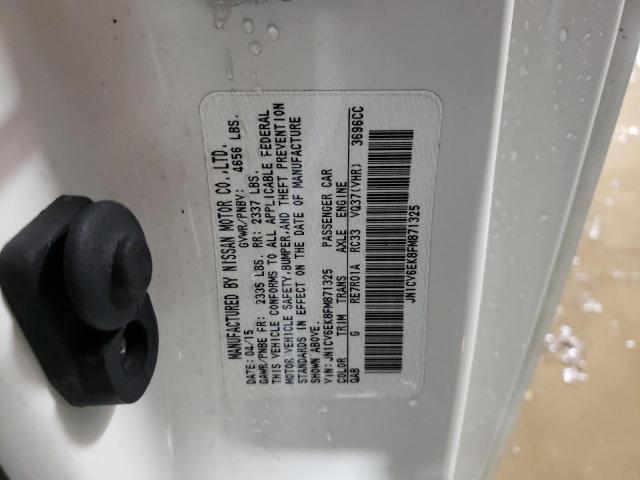 MANUFACTURED BY NISSAN MOTOR CO.,LTD.
DATE: 04/15 GVWR/PNBV: 4656 LBS.
GAWR/PNBE FR: 2335 LBS. RR: 2337 LBS.
THIS VEHICLE CONFORMS TO ALL APPLICABLE FEDERAL
MOTOR VEHICLE SAFETY,BUMPER,AND THEFT PREVENTION
STANDARDS IN EFFECT ON THE DATE OF MANUFACTURE
SHOWN ABOVE.
VIN: JN1CV6EK8FM871325 PASSENGER CAR
COLOR TRIM TRANS AXLE ENGINE
QAB G RE7R01A RC33 VQ37(VHR) 3696CC
JN1CV6EK8FM871325